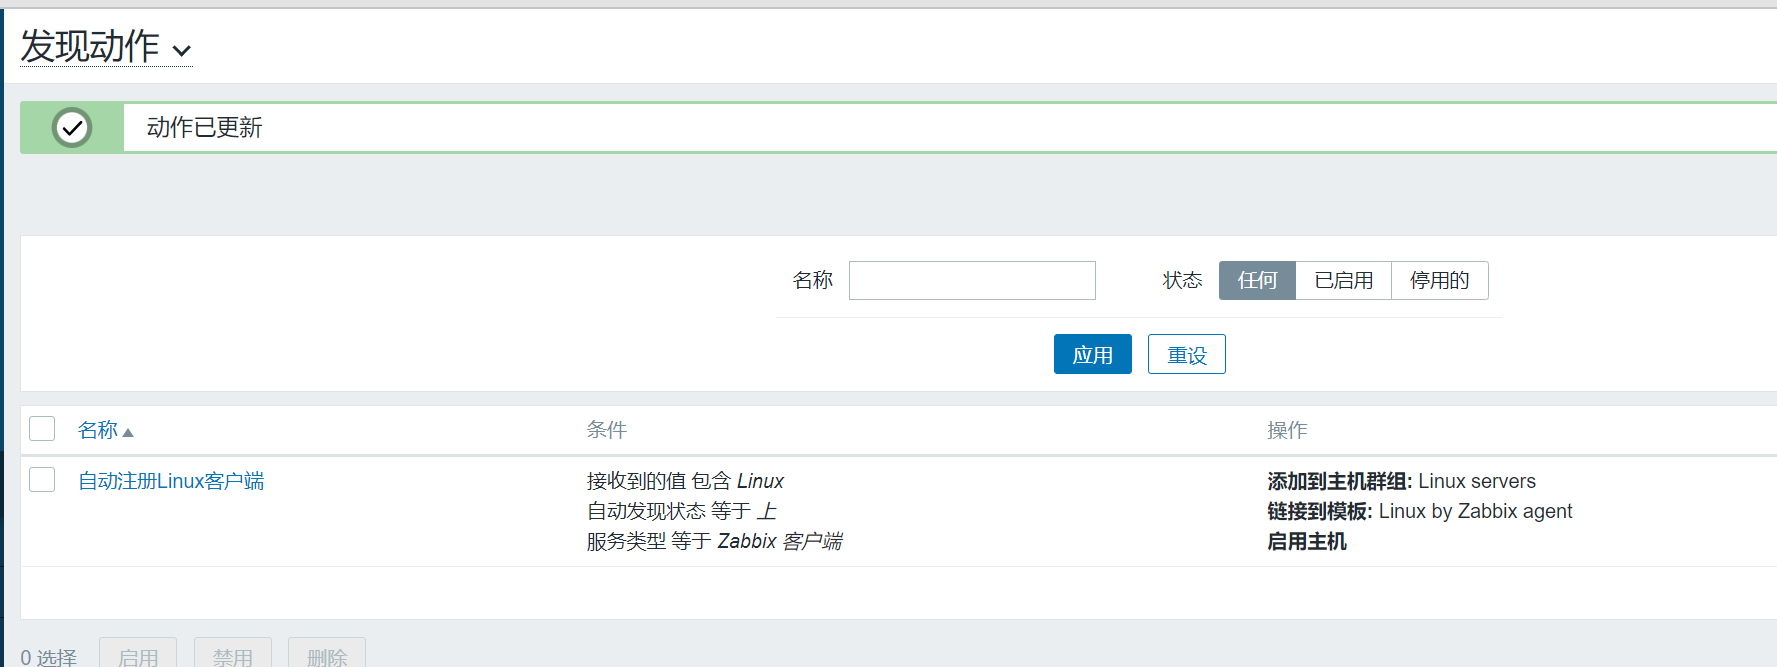 发现动作
动作已更新
名称 状态 任何 已启用 停用的
应用 重设
名称 条件 操作
自动注册Linux客户端 接收到的值 包含 Linux 添加到主机群组: Linux servers
自动发现状态 等于 上 链接到模板: Linux by Zabbix agent
服务类型 等于 Zabbix 客户端 启用主机
0 选择 启用 禁用 删除